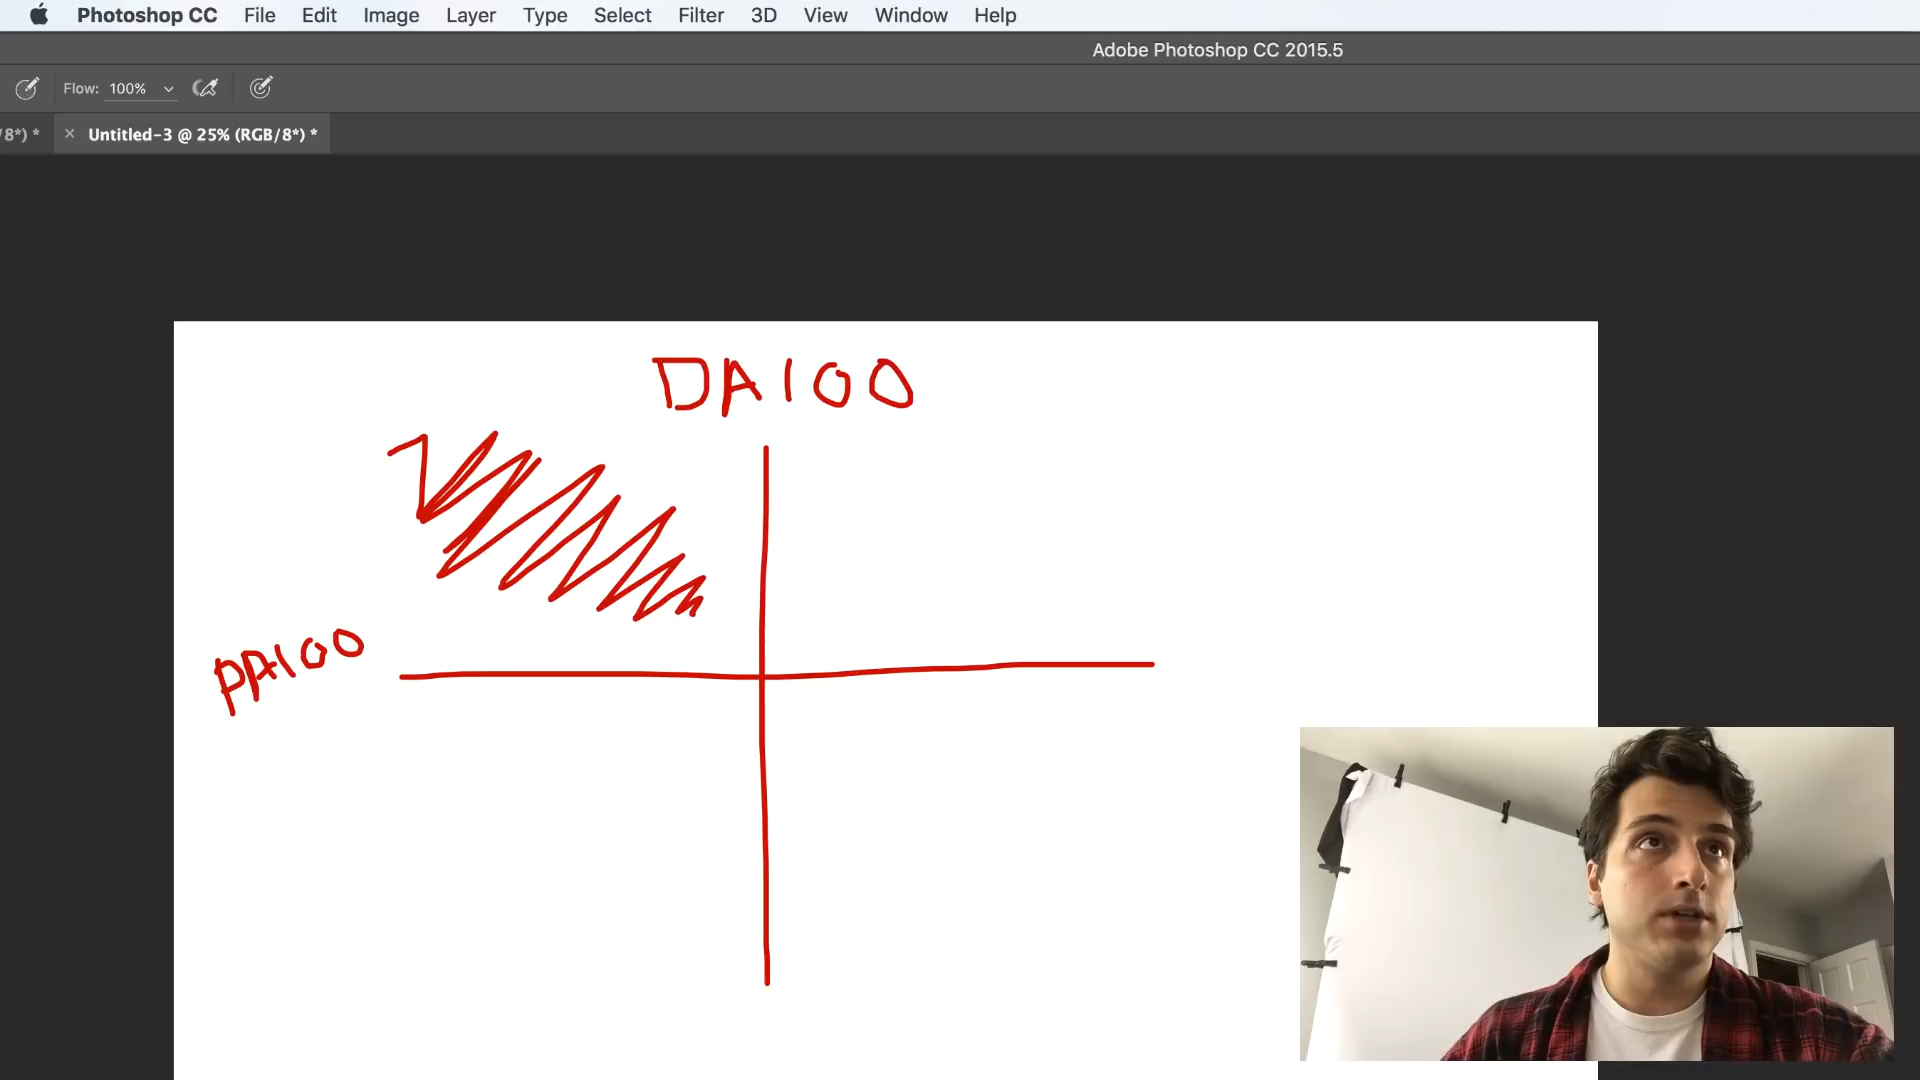 Photoshop CC File Edit Image Layer Type Select Filter 3D View Window Help
Adobe Photoshop CC 2015.5
Flow: 100%
/8*) * × Untitled-3 @ 25% (RGB/8*) *
DA100
PA100